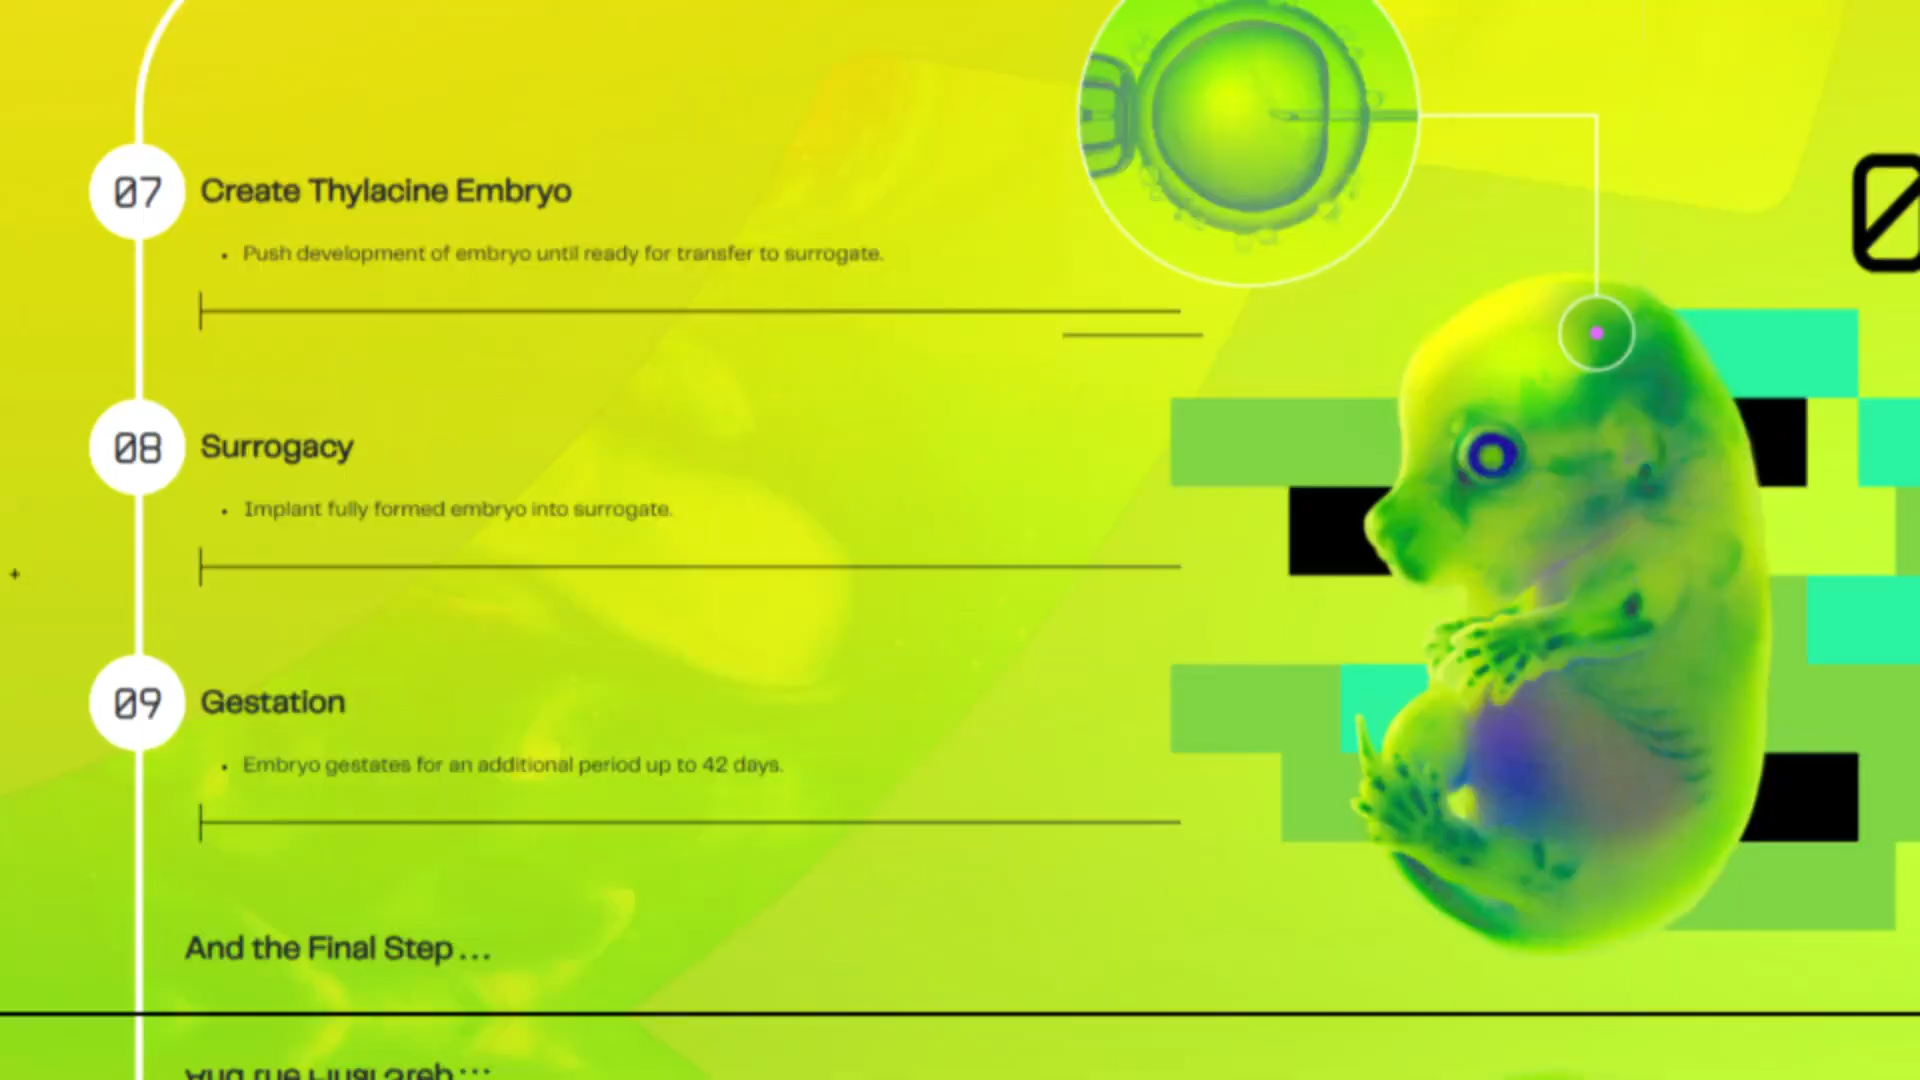 07 Create Thylacine Embryo
• Push development of embryo until ready for transfer to surrogate.
08 Surrogacy
• Implant fully formed embryo into surrogate.
09 Gestation
• Embryo gestates for an additional period up to 42 days.
And the Final Step...